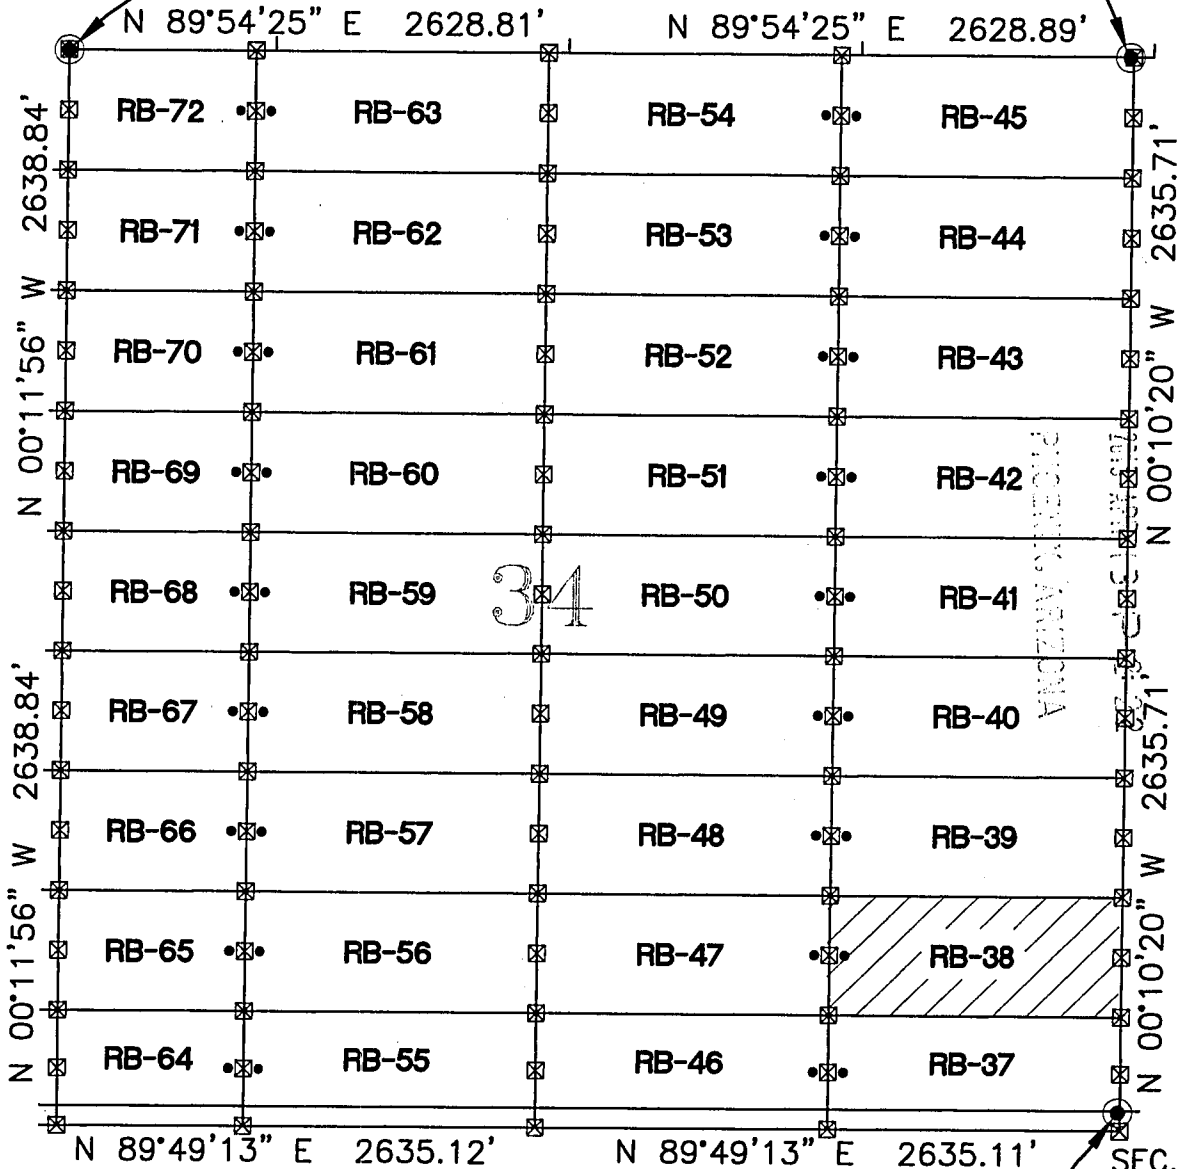 N 89°54'25" E 2628.81' N 89°54'25" E 2628.89'
RB-72 RB-63 RB-54 RB-45
RB-71 RB-62 RB-53 RB-44
RB-70 RB-61 RB-52 RB-43
RB-69 RB-60 RB-51 RB-42
RB-68 RB-59 34 RB-50 RB-41
RB-67 RB-58 RB-49 RB-40
RB-66 RB-57 RB-48 RB-39
RB-65 RB-56 RB-47 RB-38
RB-64 RB-55 RB-46 RB-37
N 00°11'56" W 2638.84'
N 00°11'56" W 2638.84'
N 00°10'20" W 2635.71'
N 00°10'20" W 2635.71'
PHOENIX, ARIZONA
N 89°49'13" E 2635.12' N 89°49'13" E 2635.11'
SEC.